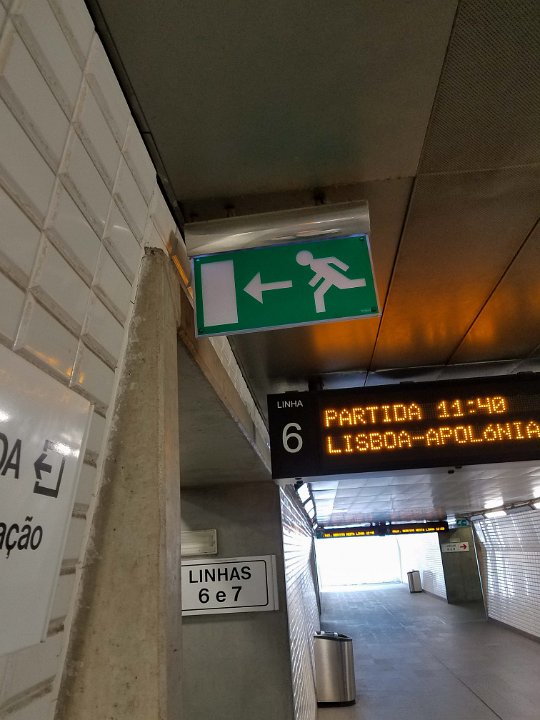 LINHA
6
PARTIDA 11:40
LISBOA-APOLÓNIA
DA
ação
LINHAS
6 e 7